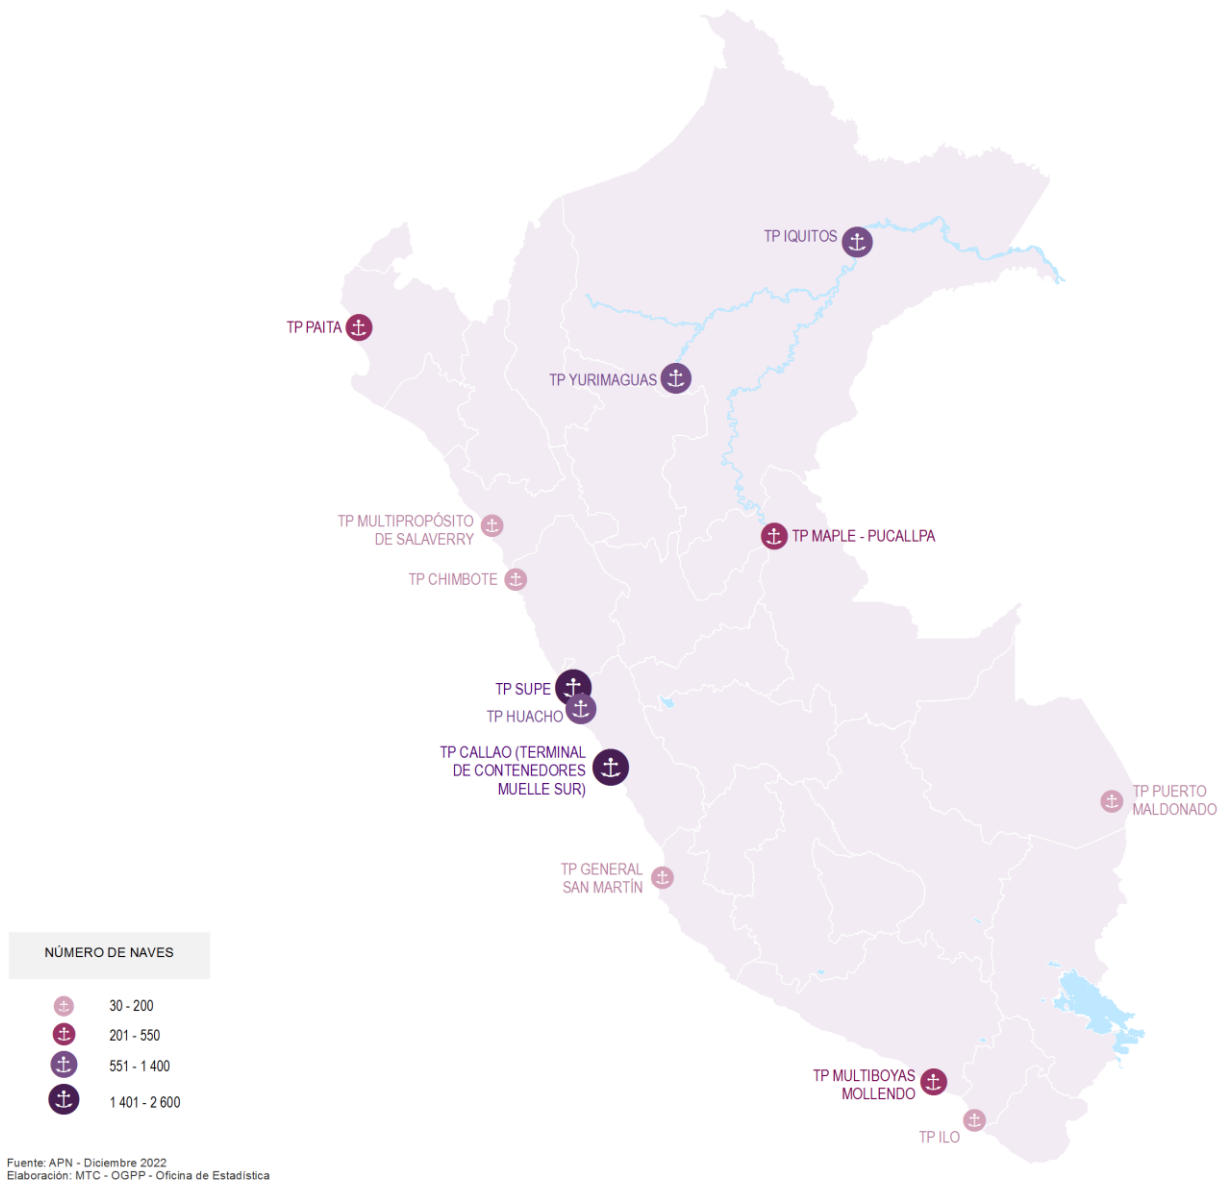 TP IQUITOS
TP PAITA
TP YURIMAGUAS
TP MULTIPROPÓSITO
DE SALAVERRY
TP MAPLE - PUCALLPA
TP CHIMBOTE
TP SUPE
TP HUACHO
TP CALLAO (TERMINAL
DE CONTENEDORES
MUELLE SUR)
TP PUERTO
MALDONADO
TP GENERAL
SAN MARTÍN
NÚMERO DE NAVES
30 - 200
201 - 550
551 - 1 400
1 401 - 2 600
TP MULTIBOYAS
MOLLENDO
TP ILO
Fuente: APN - Diciembre 2022
Elaboración: MTC - OGPP - Oficina de Estadística